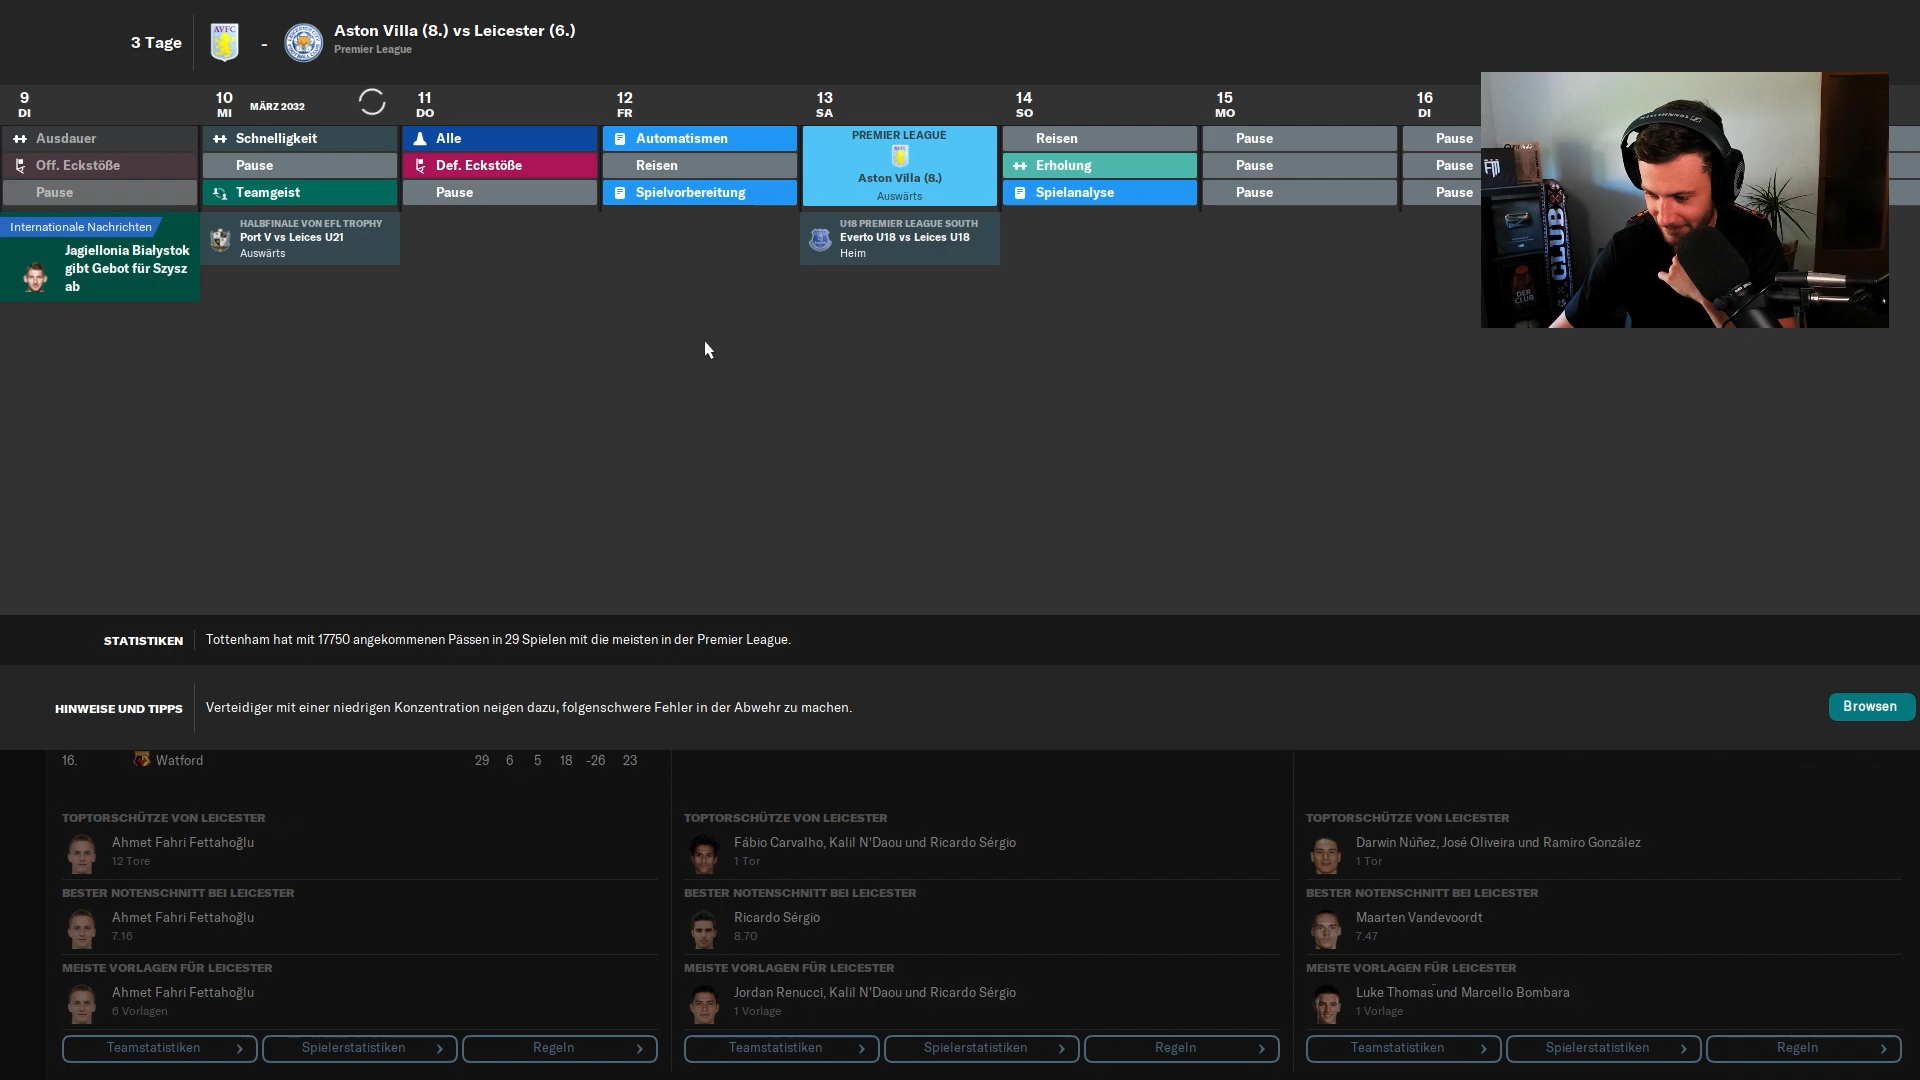 3 Tage
AVFC
-
Aston Villa (8.) vs Leicester (6.)
Premier League
9
DI
10
MI
MÄRZ 2032
11
DO
12
FR
13
SA
14
SO
15
MO
16
DI
Ausdauer
Schnelligkeit
Alle
Automatismen
PREMIER LEAGUE
Reisen
Pause
Pause
Off. Eckstöße
Pause
Def. Eckstöße
Reisen
Aston Villa (8.)
Erholung
Pause
Pause
Pause
Teamgeist
Pause
Spielvorbereitung
Auswärts
Spielanalyse
Pause
Pause
Internationale Nachrichten
Jagiellonia Bialystok
gibt Gebot für Szysz
ab
HALBFINALE VON EFL TROPHY
Port V vs Leices U21
Auswärts
U18 PREMIER LEAGUE SOUTH
Everto U18 vs Leices U18
Heim
CLUB
DER
CLUB
STATISTIKEN
Tottenham hat mit 17750 angekommenen Pässen in 29 Spielen mit die meisten in der Premier League.
HINWEISE UND TIPPS
Verteidiger mit einer niedrigen Konzentration neigen dazu, folgenschwere Fehler in der Abwehr zu machen.
Browsen
16. Watford 29 6 5 18 -26 23
TOPTORSCHÜTZE VON LEICESTER
Ahmet Fahri Fettahoğlu
12 Tore
BESTER NOTENSCHNITT BEI LEICESTER
Ahmet Fahri Fettahoğlu
7.16
MEISTE VORLAGEN FÜR LEICESTER
Ahmet Fahri Fettahoğlu
6 Vorlagen
Teamstatistiken
Spielerstatistiken
Regeln
TOPTORSCHÜTZE VON LEICESTER
Fábio Carvalho, Kalil N'Daou und Ricardo Sérgio
1 Tor
BESTER NOTENSCHNITT BEI LEICESTER
Ricardo Sérgio
8.70
MEISTE VORLAGEN FÜR LEICESTER
Jordan Renucci, Kalil N'Daou und Ricardo Sérgio
1 Vorlage
Teamstatistiken
Spielerstatistiken
Regeln
TOPTORSCHÜTZE VON LEICESTER
Darwin Núñez, José Oliveira und Ramiro González
1 Tor
BESTER NOTENSCHNITT BEI LEICESTER
Maarten Vandevoordt
7.47
MEISTE VORLAGEN FÜR LEICESTER
Luke Thomas und Marcello Bombara
1 Vorlage
Teamstatistiken
Spielerstatistiken
Regeln